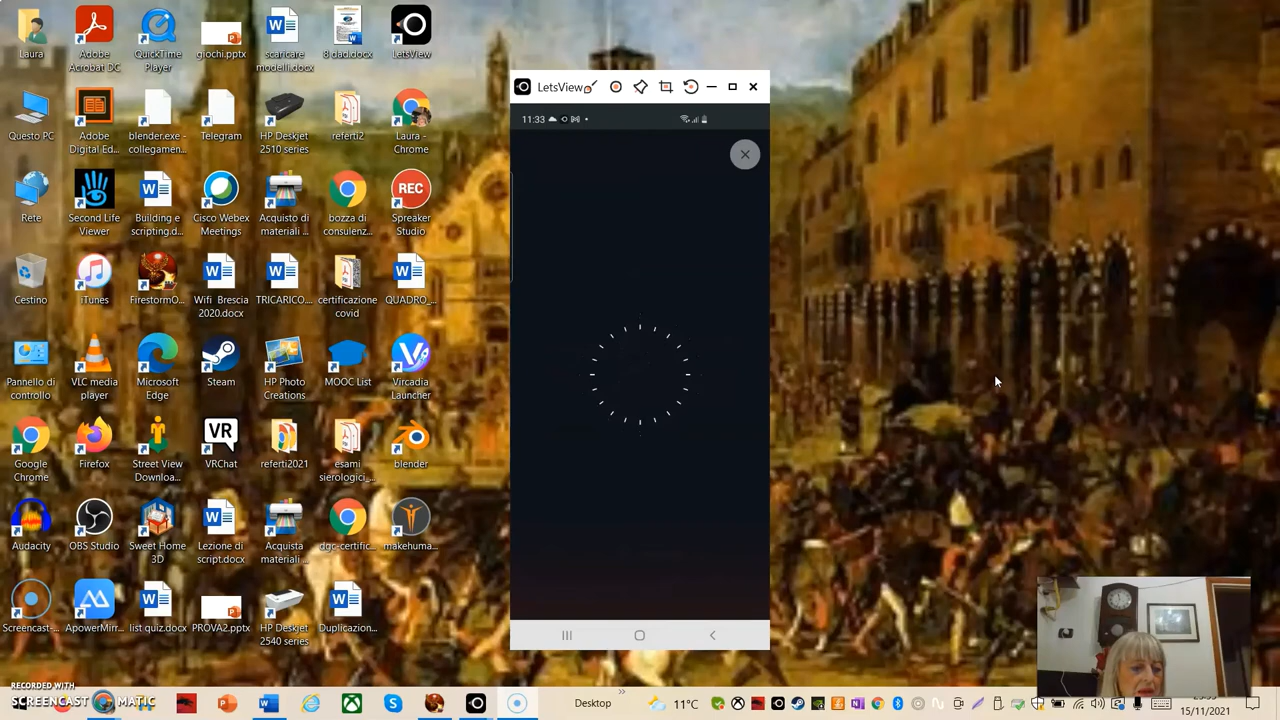 Laura
Adobe
Acrobat DC
QuickTime
Player
giochi.pptx
scaricare
modelli.docx
8 dad.docx
LetsView
Questo PC
Adobe
Digital Ed...
blender.exe -
collegamen...
Telegram
HP Deskjet
2510 series
referti2
Laura -
Chrome
Rete
Second Life
Viewer
Building e
scripting.d...
Cisco Webex
Meetings
Acquisto di
materiali ...
bozza di
consulenz...
REC
Spreaker
Studio
Cestino
iTunes
FirestormO...
Wifi Brescia
2020.docx
TRICARICO....
certificazione
covid
QUADRO_...
Pannello di
controllo
VLC media
player
Microsoft
Edge
Steam
HP Photo
Creations
MOOC List
Vircadia
Launcher
Google
Chrome
Firefox
Street View
Downloa...
VR
VRChat
referti2021
esami
sierologici_...
blender
Audacity
OBS Studio
Sweet Home
3D
Lezione di
script.docx
Acquista
materiali ...
dgc-certific...
makehuma...
Screencast-...
ApowerMirr...
list quiz.docx
PROVA2.pptx
HP Deskjet
2540 series
Duplicazion...
LetsView
11:33
RECORDED WITH
SCREENCAST MATIC
Desktop
11°C
15/11/2021